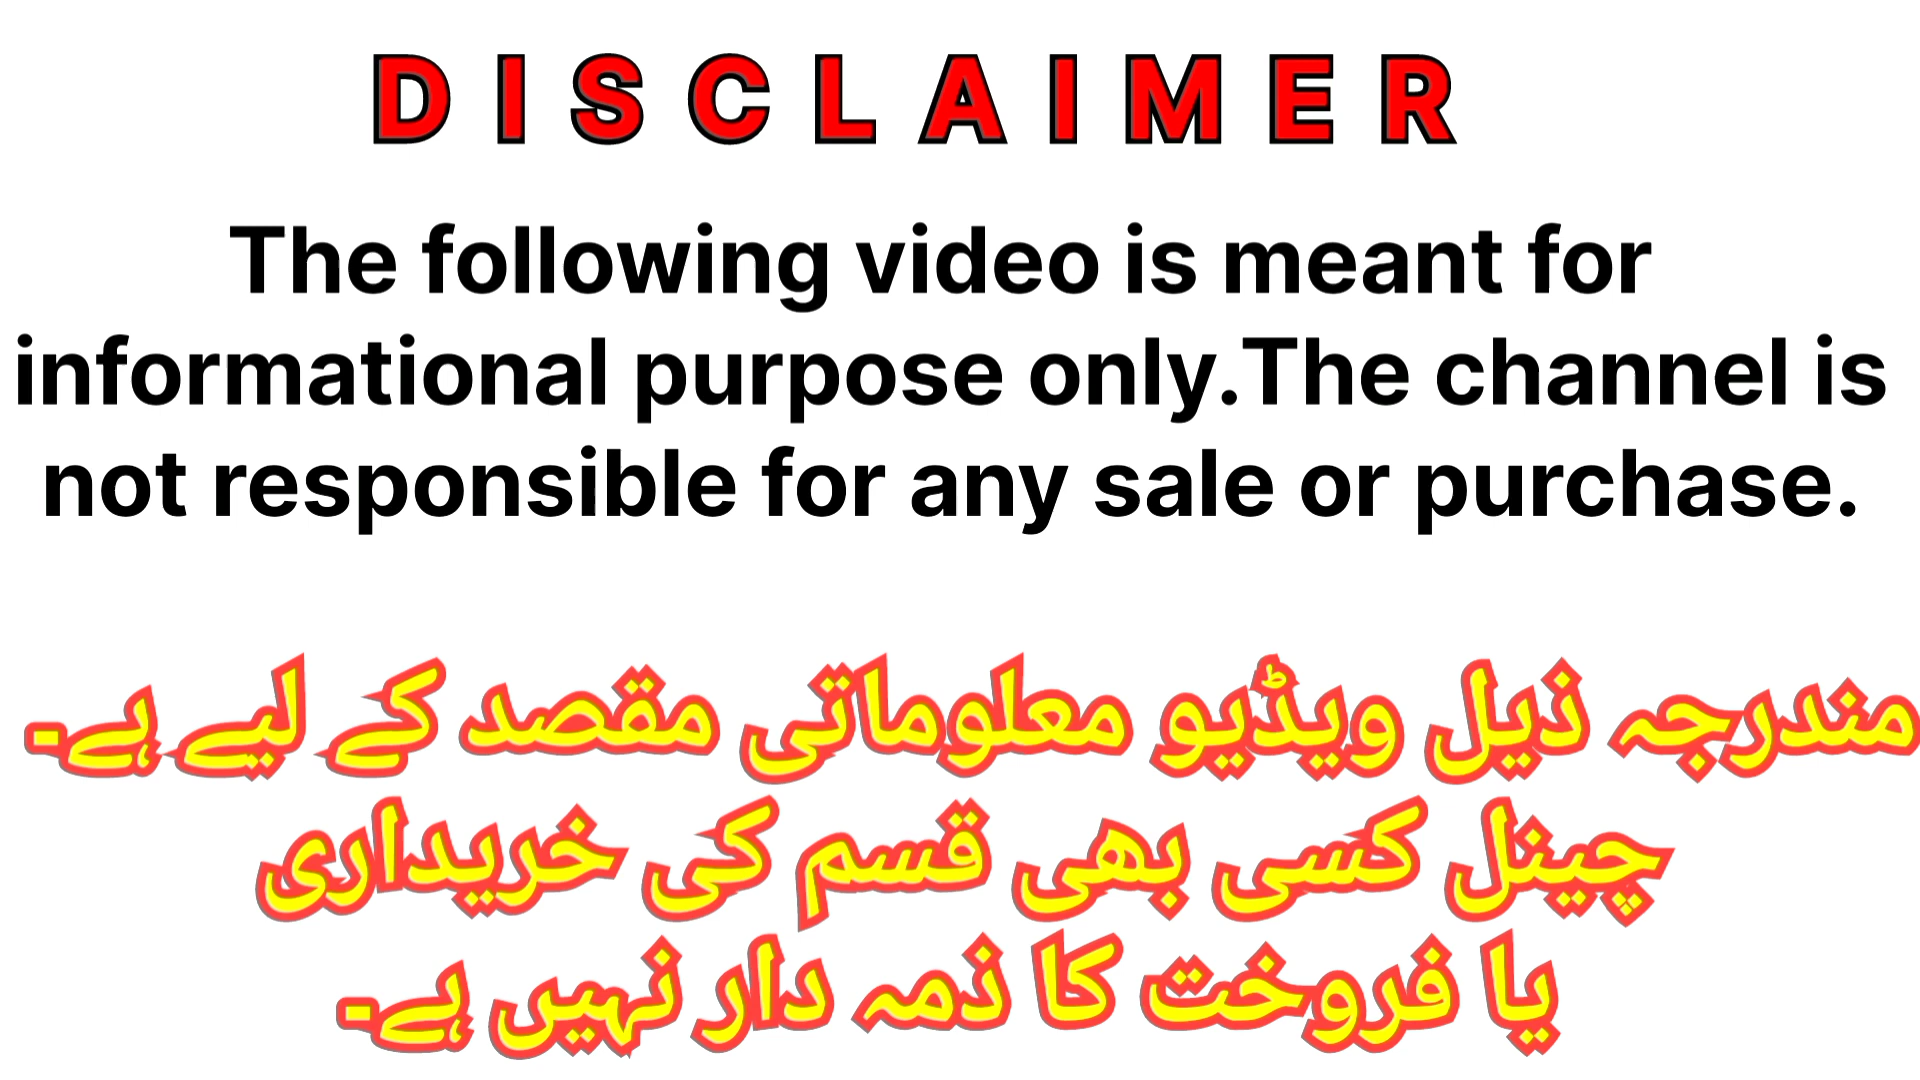 DISCLAIMER
The following video is meant for
informational purpose only.The channel is
not responsible for any sale or purchase.
مندرجہ ذیل ویڈیو معلوماتی مقصد کے لیے ہے۔
چینل کسی بھی قسم کی خریداری
یا فروخت کا ذمہ دار نہیں ہے۔